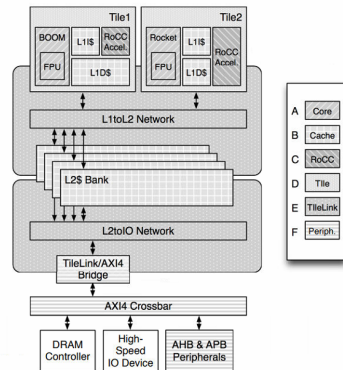 Tile1
Tile2
BOOM
L1I$
RoCC
Accel.
FPU
L1D$
Rocket
L1I$
RoCC
Accel.
FPU
L1D$
L1toL2 Network
L2$ Bank
L2toIO Network
TileLink/AXI4
Bridge
AXI4 Crossbar
DRAM
Controller
High-
Speed
IO Device
AHB & APB
Peripherals
A Core
B Cache
C RoCC
D Tile
E TileLink
F Periph.